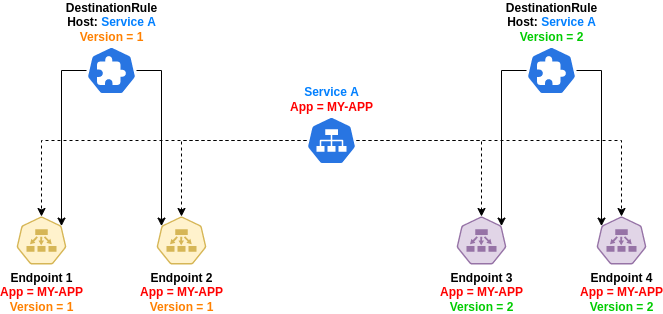 DestinationRule
Host: Service A
Version = 1
DestinationRule
Host: Service A
Version = 2
Service A
App = MY-APP
Endpoint 1
App = MY-APP
Version = 1
Endpoint 2
App = MY-APP
Version = 1
Endpoint 3
App = MY-APP
Version = 2
Endpoint 4
App = MY-APP
Version = 2